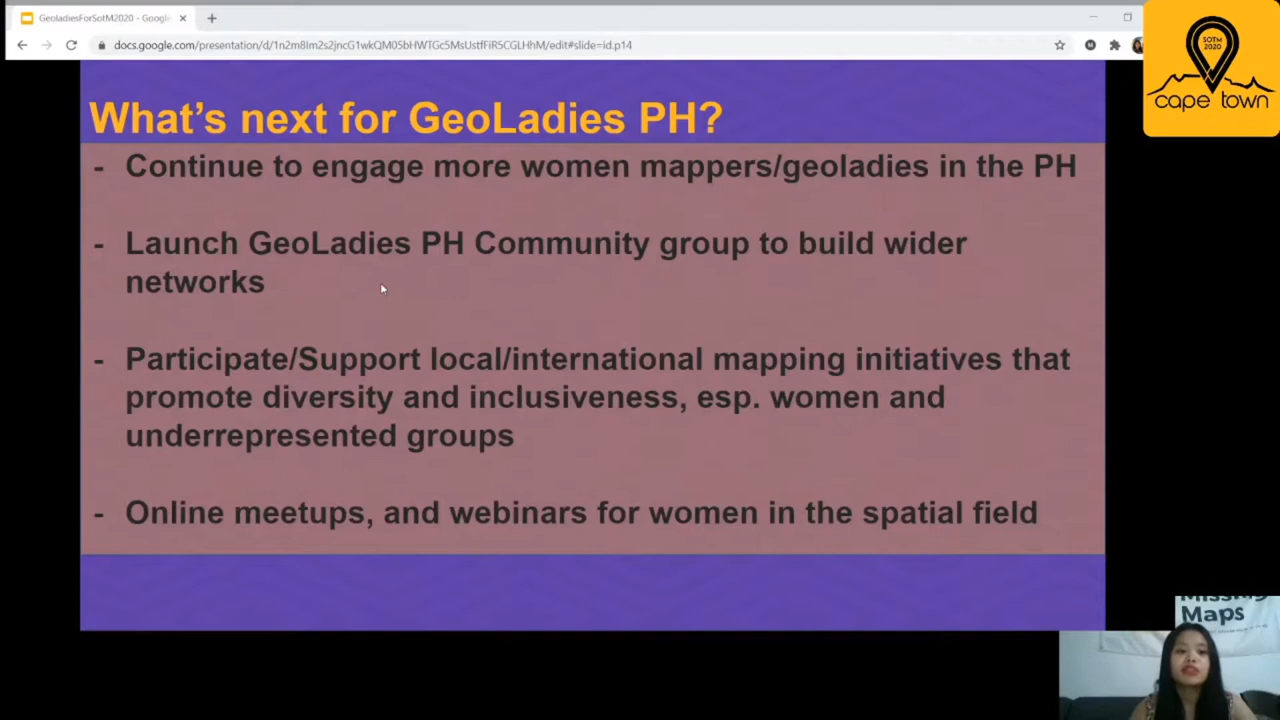 GeoladiesForSotM2020 - Google
docs.google.com/presentation/d/1n2m8Im2s2jncG1wkQM05bHWTGc5MsUstfFiR5CGLHhM/edit#slide=id.p14
SOTM
2020
cape town
What's next for GeoLadies PH?
- Continue to engage more women mappers/geoladies in the PH
- Launch GeoLadies PH Community group to build wider
networks
- Participate/Support local/international mapping initiatives that
promote diversity and inclusiveness, esp. women and
underrepresented groups
- Online meetups, and webinars for women in the spatial field
Missing
Maps